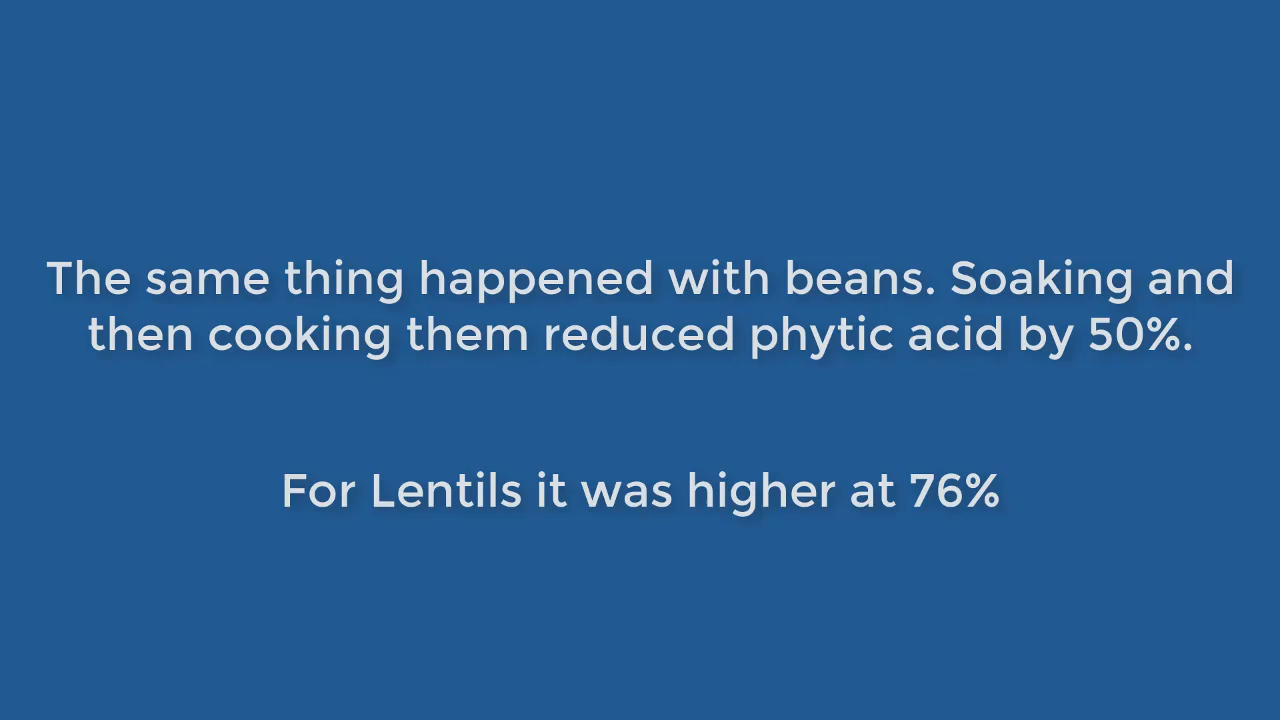 The same thing happened with beans. Soaking and
then cooking them reduced phytic acid by 50%.
For Lentils it was higher at 76%